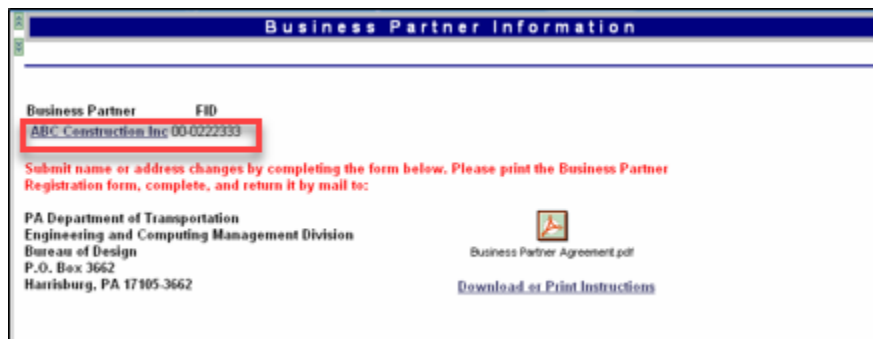 Business Partner Information
Business Partner FID
ABC Construction Inc 00-0222333
Submit name or address changes by completing the form below. Please print the Business Partner
Registration form, complete, and return it by mail to:
PA Department of Transportation
Engineering and Computing Management Division
Bureau of Design
P.O. Box 3662
Harrisburg, PA 17105-3662
Business Partner Agreement.pdf
Download or Print Instructions